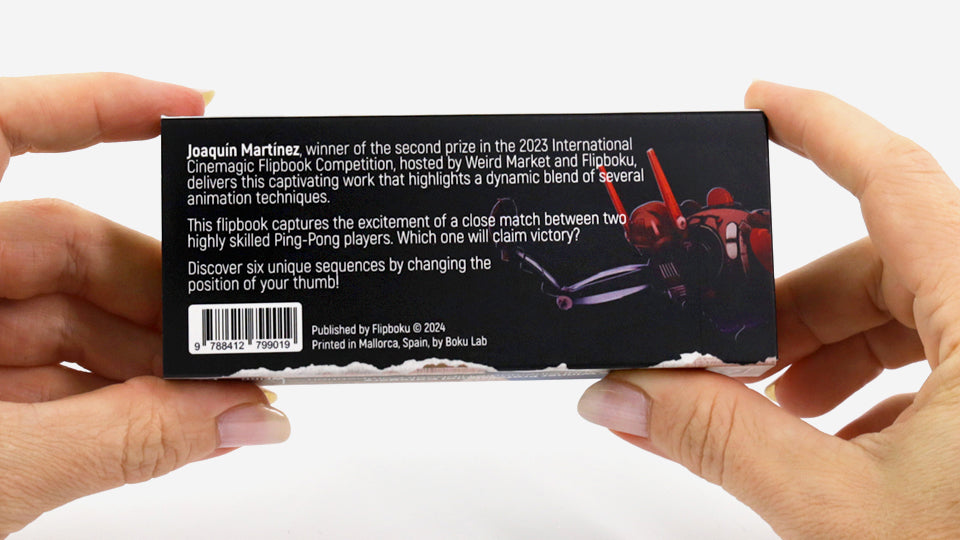 Joaquín Martínez, winner of the second prize in the 2023 International
Cinemagic Flipbook Competition, hosted by Weird Market and Flipboku,
delivers this captivating work that highlights a dynamic blend of several
animation techniques.
This flipbook captures the excitement of a close match between two
highly skilled Ping-Pong players. Which one will claim victory?
Discover six unique sequences by changing the
position of your thumb!
9 788412 799019
Published by Flipboku © 2024
Printed in Mallorca, Spain, by Boku Lab